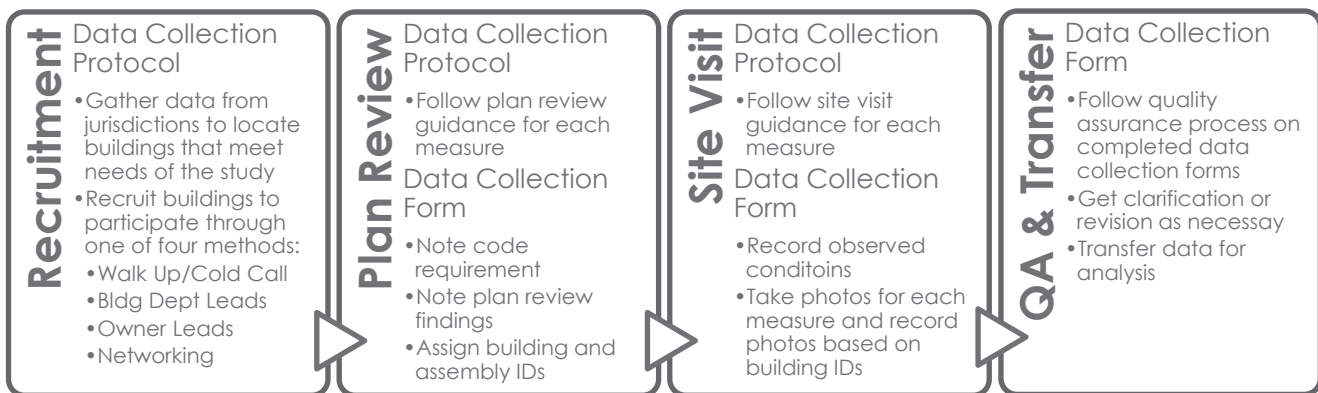 Recruitment
Data Collection
Protocol
•Gather data from
jurisdictions to locate
buildings that meet
needs of the study
•Recruit buildings to
participate through
one of four methods:
•Walk Up/Cold Call
•Bldg Dept Leads
•Owner Leads
•Networking
Plan Review
Data Collection
Protocol
•Follow plan review
guidance for each
measure
Data Collection
Form
•Note code
requirement
•Note plan review
findings
•Assign building and
assembly IDs
Site Visit
Data Collection
Protocol
•Follow site visit
guidance for each
measure
Data Collection
Form
•Record observed
conditoins
•Take photos for each
measure and record
photos based on
building IDs
QA & Transfer
Data Collection
Form
•Follow quality
assurance process on
completed data
collection forms
•Get clarification or
revision as necessay
•Transfer data for
analysis